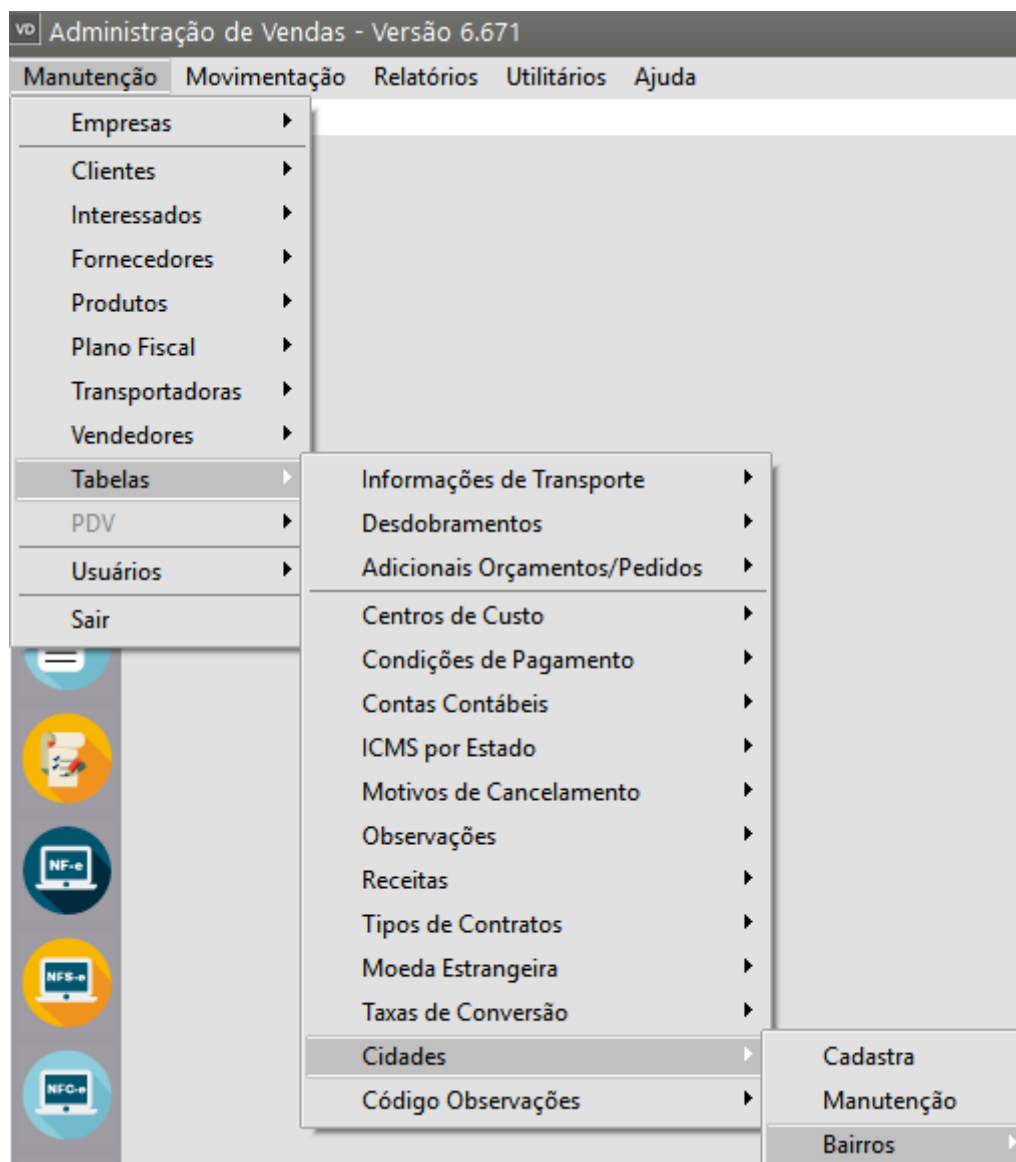 VD Administração de Vendas - Versão 6.671
Manutenção Movimentação Relatórios Utilitários Ajuda
Empresas
Clientes
Interessados
Fornecedores
Produtos
Plano Fiscal
Transportadoras
Vendedores
Tabelas
PDV
Usuários
Sair
Informações de Transporte
Desdobramentos
Adicionais Orçamentos/Pedidos
Centros de Custo
Condições de Pagamento
Contas Contábeis
ICMS por Estado
Motivos de Cancelamento
Observações
Receitas
Tipos de Contratos
Moeda Estrangeira
Taxas de Conversão
Cidades
Código Observações
Cadastra
Manutenção
Bairros
NF-e
NFS-e
NFC-e